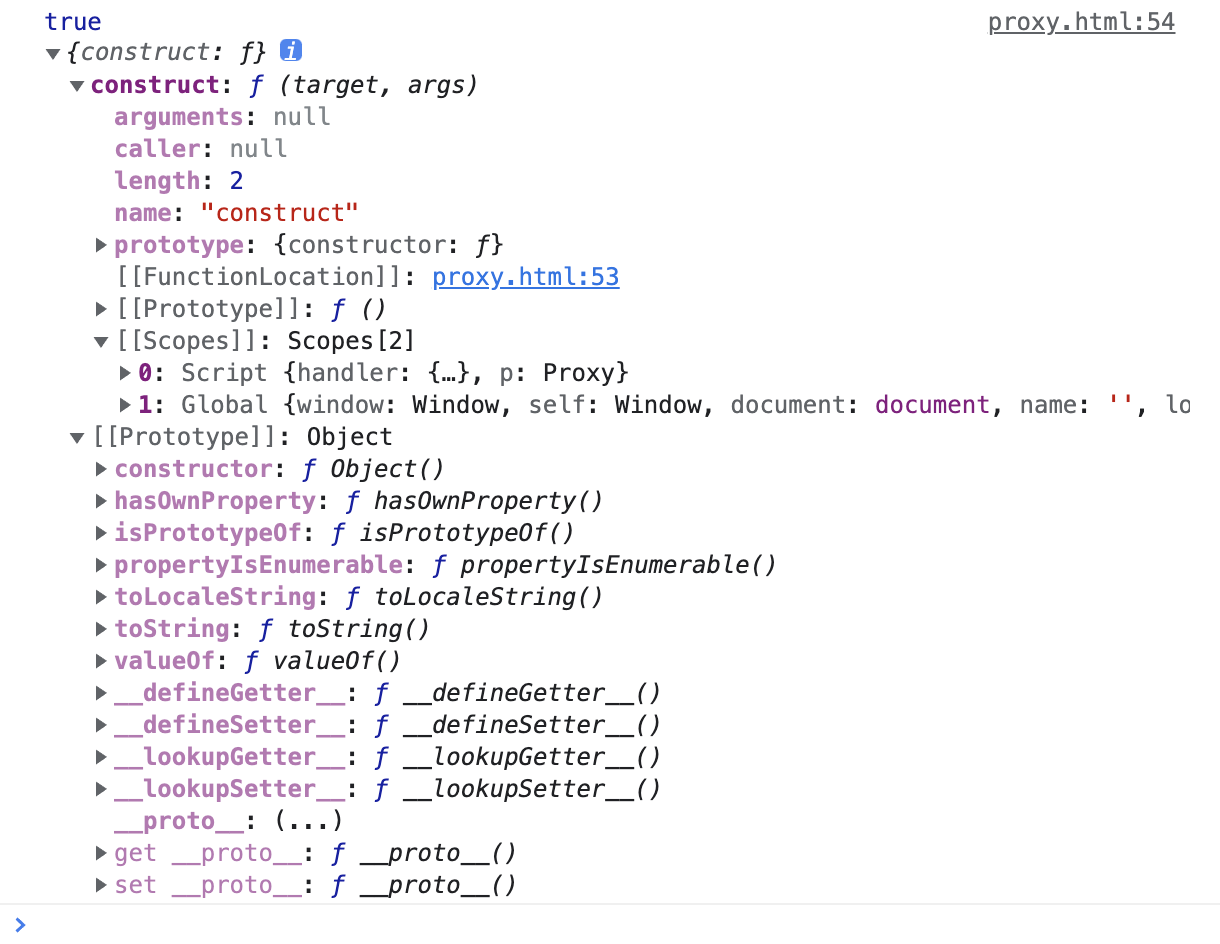 true proxy.html:54
{construct: ƒ} i
construct: ƒ (target, args)
arguments: null
caller: null
length: 2
name: "construct"
prototype: {constructor: ƒ}
[[FunctionLocation]]: proxy.html:53
[[Prototype]]: ƒ ()
[[Scopes]]: Scopes[2]
0: Script {handler: {…}, p: Proxy}
1: Global {window: Window, self: Window, document: document, name: '', lo
[[Prototype]]: Object
constructor: ƒ Object()
hasOwnProperty: ƒ hasOwnProperty()
isPrototypeOf: ƒ isPrototypeOf()
propertyIsEnumerable: ƒ propertyIsEnumerable()
toLocaleString: ƒ toLocaleString()
toString: ƒ toString()
valueOf: ƒ valueOf()
__defineGetter__: ƒ __defineGetter__()
__defineSetter__: ƒ __defineSetter__()
__lookupGetter__: ƒ __lookupGetter__()
__lookupSetter__: ƒ __lookupSetter__()
__proto__: (...)
get __proto__: ƒ __proto__()
set __proto__: ƒ __proto__()